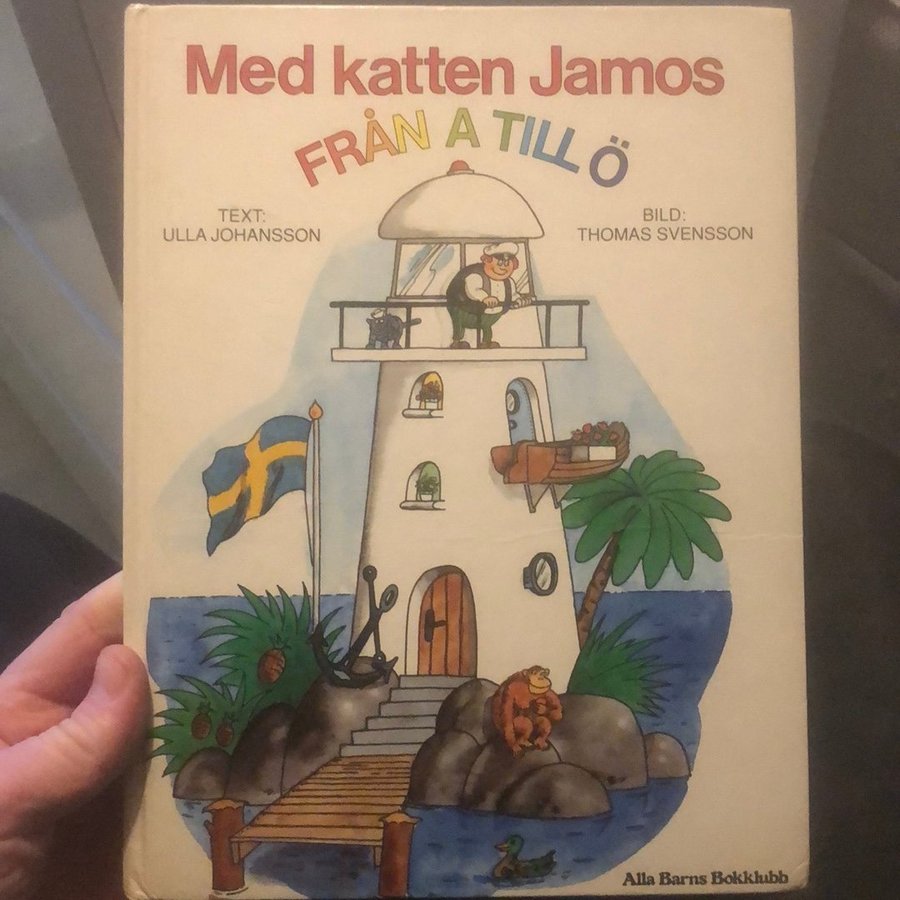 Med katten Jamos
FRÅN A TILL Ö
TEXT:
ULLA JOHANSSON
BILD:
THOMAS SVENSSON
Alla Barns Bokklubb